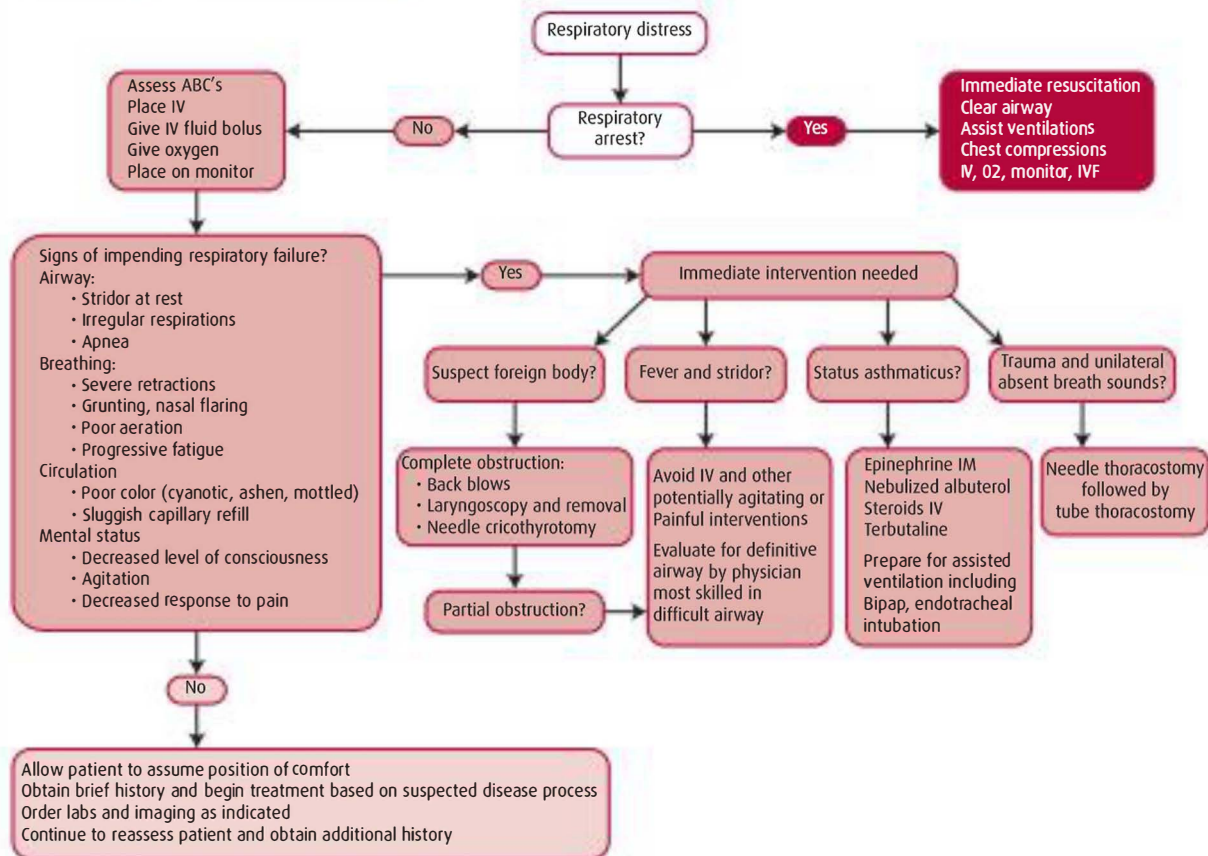 Respiratory distress
Respiratory
arrest?
No
Yes
Assess ABC's
Place IV
Give IV fluid bolus
Give oxygen
Place on monitor
Immediate resuscitation
Clear airway
Assist ventilations
Chest compressions
IV, 02, monitor, IVF
Signs of impending respiratory failure?
Airway:
• Stridor at rest
• Irregular respirations
• Apnea
Breathing:
• Severe retractions
• Grunting, nasal flaring
• Poor aeration
• Progressive fatigue
Circulation
• Poor color (cyanotic, ashen, mottled)
• Sluggish capillary refill
Mental status
• Decreased level of consciousness
• Agitation
• Decreased response to pain
Yes
Immediate intervention needed
Suspect foreign body?
Fever and stridor?
Status asthmaticus?
Trauma and unilateral
absent breath sounds?
Complete obstruction:
• Back blows
• Laryngoscopy and removal
• Needle cricothyrotomy
Partial obstruction?
Avoid IV and other
potentially agitating or
Painful interventions
Evaluate for definitive
airway by physician
most skilled in
difficult airway
Epinephrine IM
Nebulized albuterol
Steroids IV
Terbutaline
Prepare for assisted
ventilation including
Bipap, endotracheal
intubation
Needle thoracostomy
followed by
tube thoracostomy
No
Allow patient to assume position of comfort
Obtain brief history and begin treatment based on suspected disease process
Order labs and imaging as indicated
Continue to reassess patient and obtain additional history